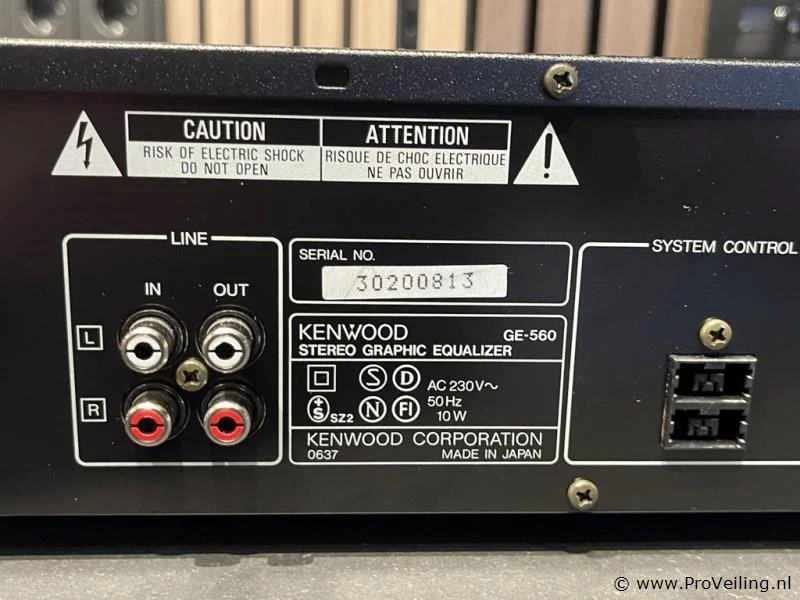 CAUTION
RISK OF ELECTRIC SHOCK
DO NOT OPEN
ATTENTION
RISQUE DE CHOC ELECTRIQUE
NE PAS OUVRIR
LINE
IN OUT
L
R
SERIAL NO.
30200813
KENWOOD GE-560
STEREO GRAPHIC EQUALIZER
S D AC 230V~
50Hz
S SZ2 N FI 10W
KENWOOD CORPORATION
0637 MADE IN JAPAN
SYSTEM CONTROL
© www.ProVeiling.nl